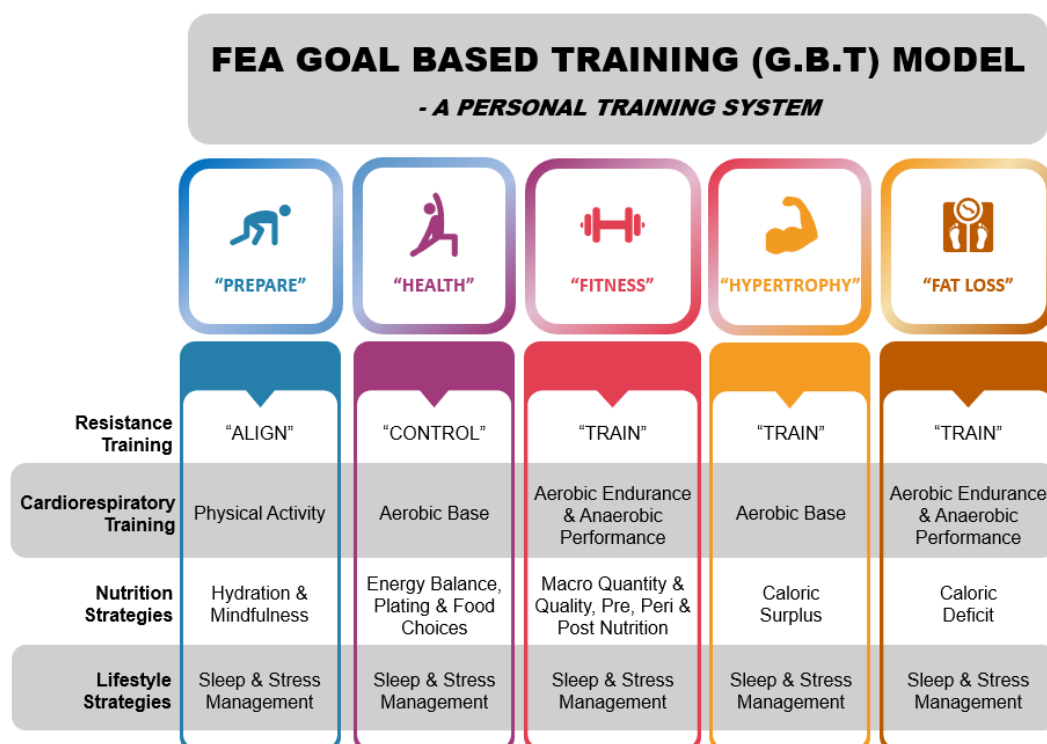 FEA GOAL BASED TRAINING (G.B.T) MODEL
- A PERSONAL TRAINING SYSTEM
“PREPARE”
“HEALTH”
“FITNESS”
“HYPERTROPHY”
“FAT LOSS”
Resistance
Training
“ALIGN”
“CONTROL”
“TRAIN”
“TRAIN”
“TRAIN”
Cardiorespiratory
Training
Physical Activity
Aerobic Base
Aerobic Endurance
& Anaerobic
Performance
Aerobic Base
Aerobic Endurance
& Anaerobic
Performance
Nutrition
Strategies
Hydration &
Mindfulness
Energy Balance,
Plating & Food
Choices
Macro Quantity &
Quality, Pre, Peri &
Post Nutrition
Caloric
Surplus
Caloric
Deficit
Lifestyle
Strategies
Sleep & Stress
Management
Sleep & Stress
Management
Sleep & Stress
Management
Sleep & Stress
Management
Sleep & Stress
Management